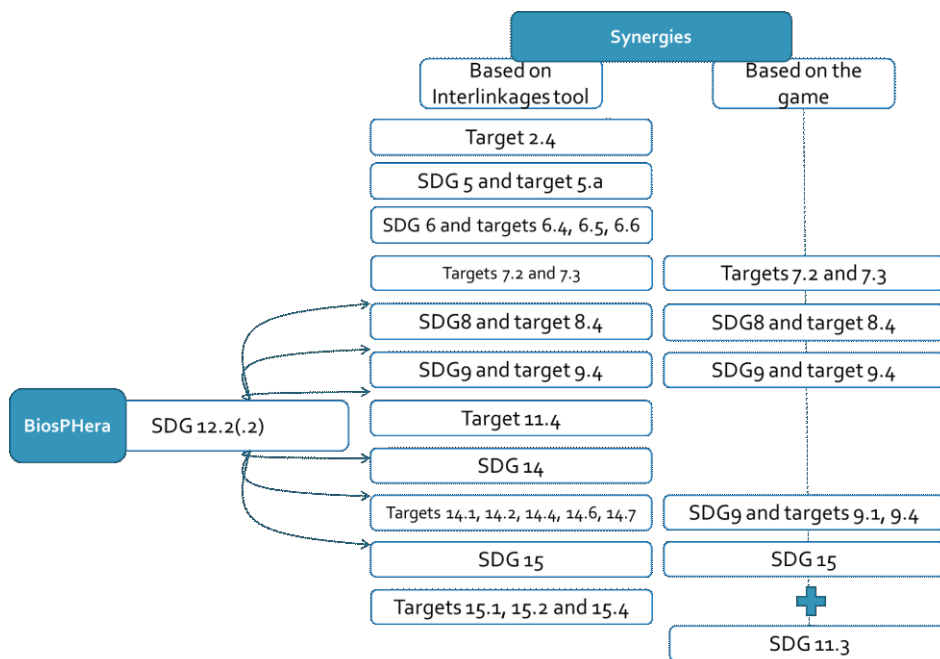 Synergies
Based on
Interlinkages tool
Based on the
game
Target 2.4
SDG 5 and target 5.a
SDG 6 and targets 6.4, 6.5, 6.6
Targets 7.2 and 7.3
Targets 7.2 and 7.3
SDG8 and target 8.4
SDG8 and target 8.4
SDG9 and target 9.4
SDG9 and target 9.4
BiosPHera
SDG 12.2(.2)
Target 11.4
SDG 14
Targets 14.1, 14.2, 14.4, 14.6, 14.7
SDG9 and targets 9.1, 9.4
SDG 15
SDG 15
Targets 15.1, 15.2 and 15.4
SDG 11.3